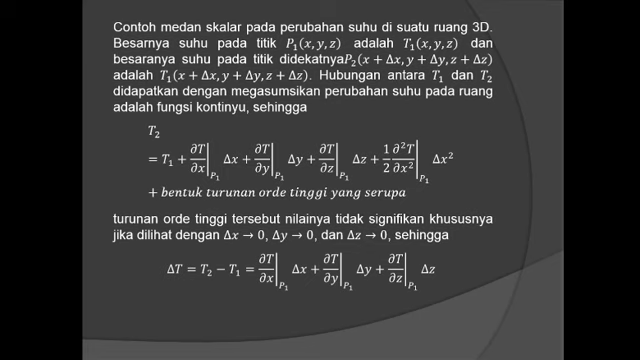 Contoh medan skalar pada perubahan suhu di suatu ruang 3D.
Besarnya suhu pada titik P₁(x, y, z) adalah T₁(x, y, z) dan
besaranya suhu pada titik didekatnyaP₂(x + Δx, y + Δy, z + Δz)
adalah T₁(x + Δx, y + Δy, z + Δz). Hubungan antara T₁ dan T₂
didapatkan dengan megasumsikan perubahan suhu pada ruang
adalah fungsi kontinyu, sehingga
T₂
= T₁ + ∂T/∂x|P₁ Δx + ∂T/∂y|P₁ Δy + ∂T/∂z|P₁ Δz + 1/2 ∂²T/∂x²|P₁ Δx²
+ bentuk turunan orde tinggi yang serupa
turunan orde tinggi tersebut nilainya tidak signifikan khususnya
jika dilihat dengan Δx → 0, Δy → 0, dan Δz → 0, sehingga
ΔT = T₂ − T₁ = ∂T/∂x|P₁ Δx + ∂T/∂y|P₁ Δy + ∂T/∂z|P₁ Δz